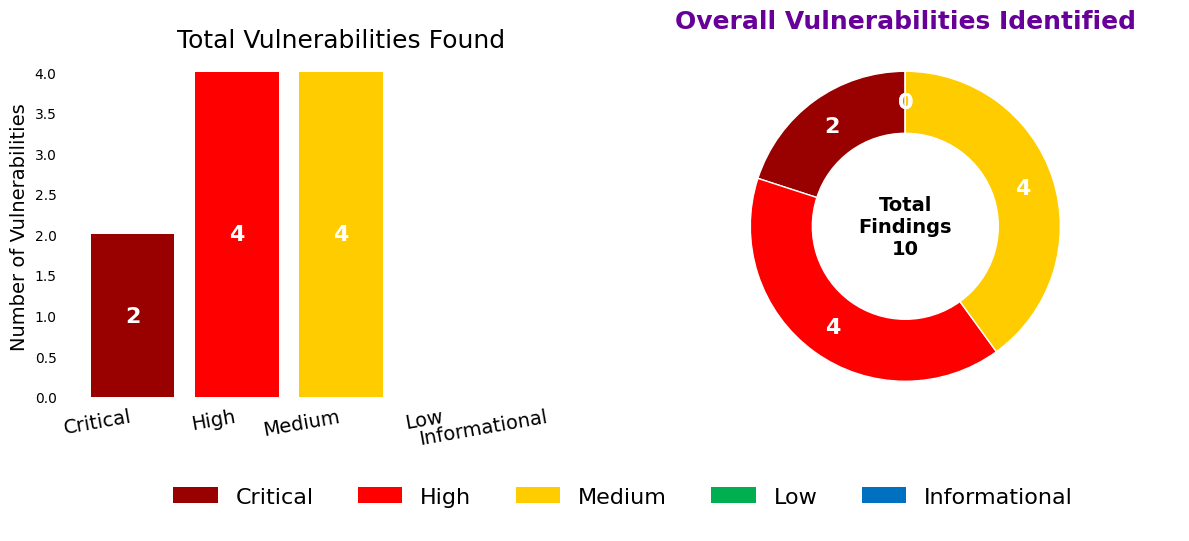 Total Vulnerabilities Found
Number of Vulnerabilities
4.0
3.5
3.0
2.5
2.0
1.5
1.0
0.5
0.0
2
4
4
Critical
High
Medium
Low
Informational
Overall Vulnerabilities Identified
0
2
4
4
Total
Findings
10
Critical
High
Medium
Low
Informational